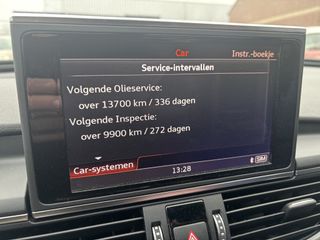 Car
Instr.-boekje
Service-intervallen
Volgende Olieservice:
over 13700 km / 336 dagen
Volgende Inspectie:
over 9900 km / 272 dagen
Car-systemen
13:28
SIM